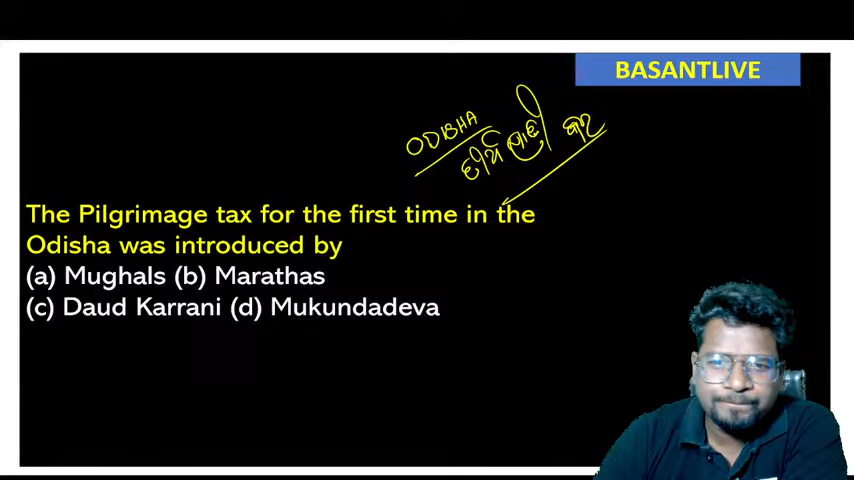 BASANTLIVE
ODISHA
ତୀର୍ଥ ଯାତ୍ରୀ କର
The Pilgrimage tax for the first time in the
Odisha was introduced by
(a) Mughals (b) Marathas
(c) Daud Karrani (d) Mukundadeva